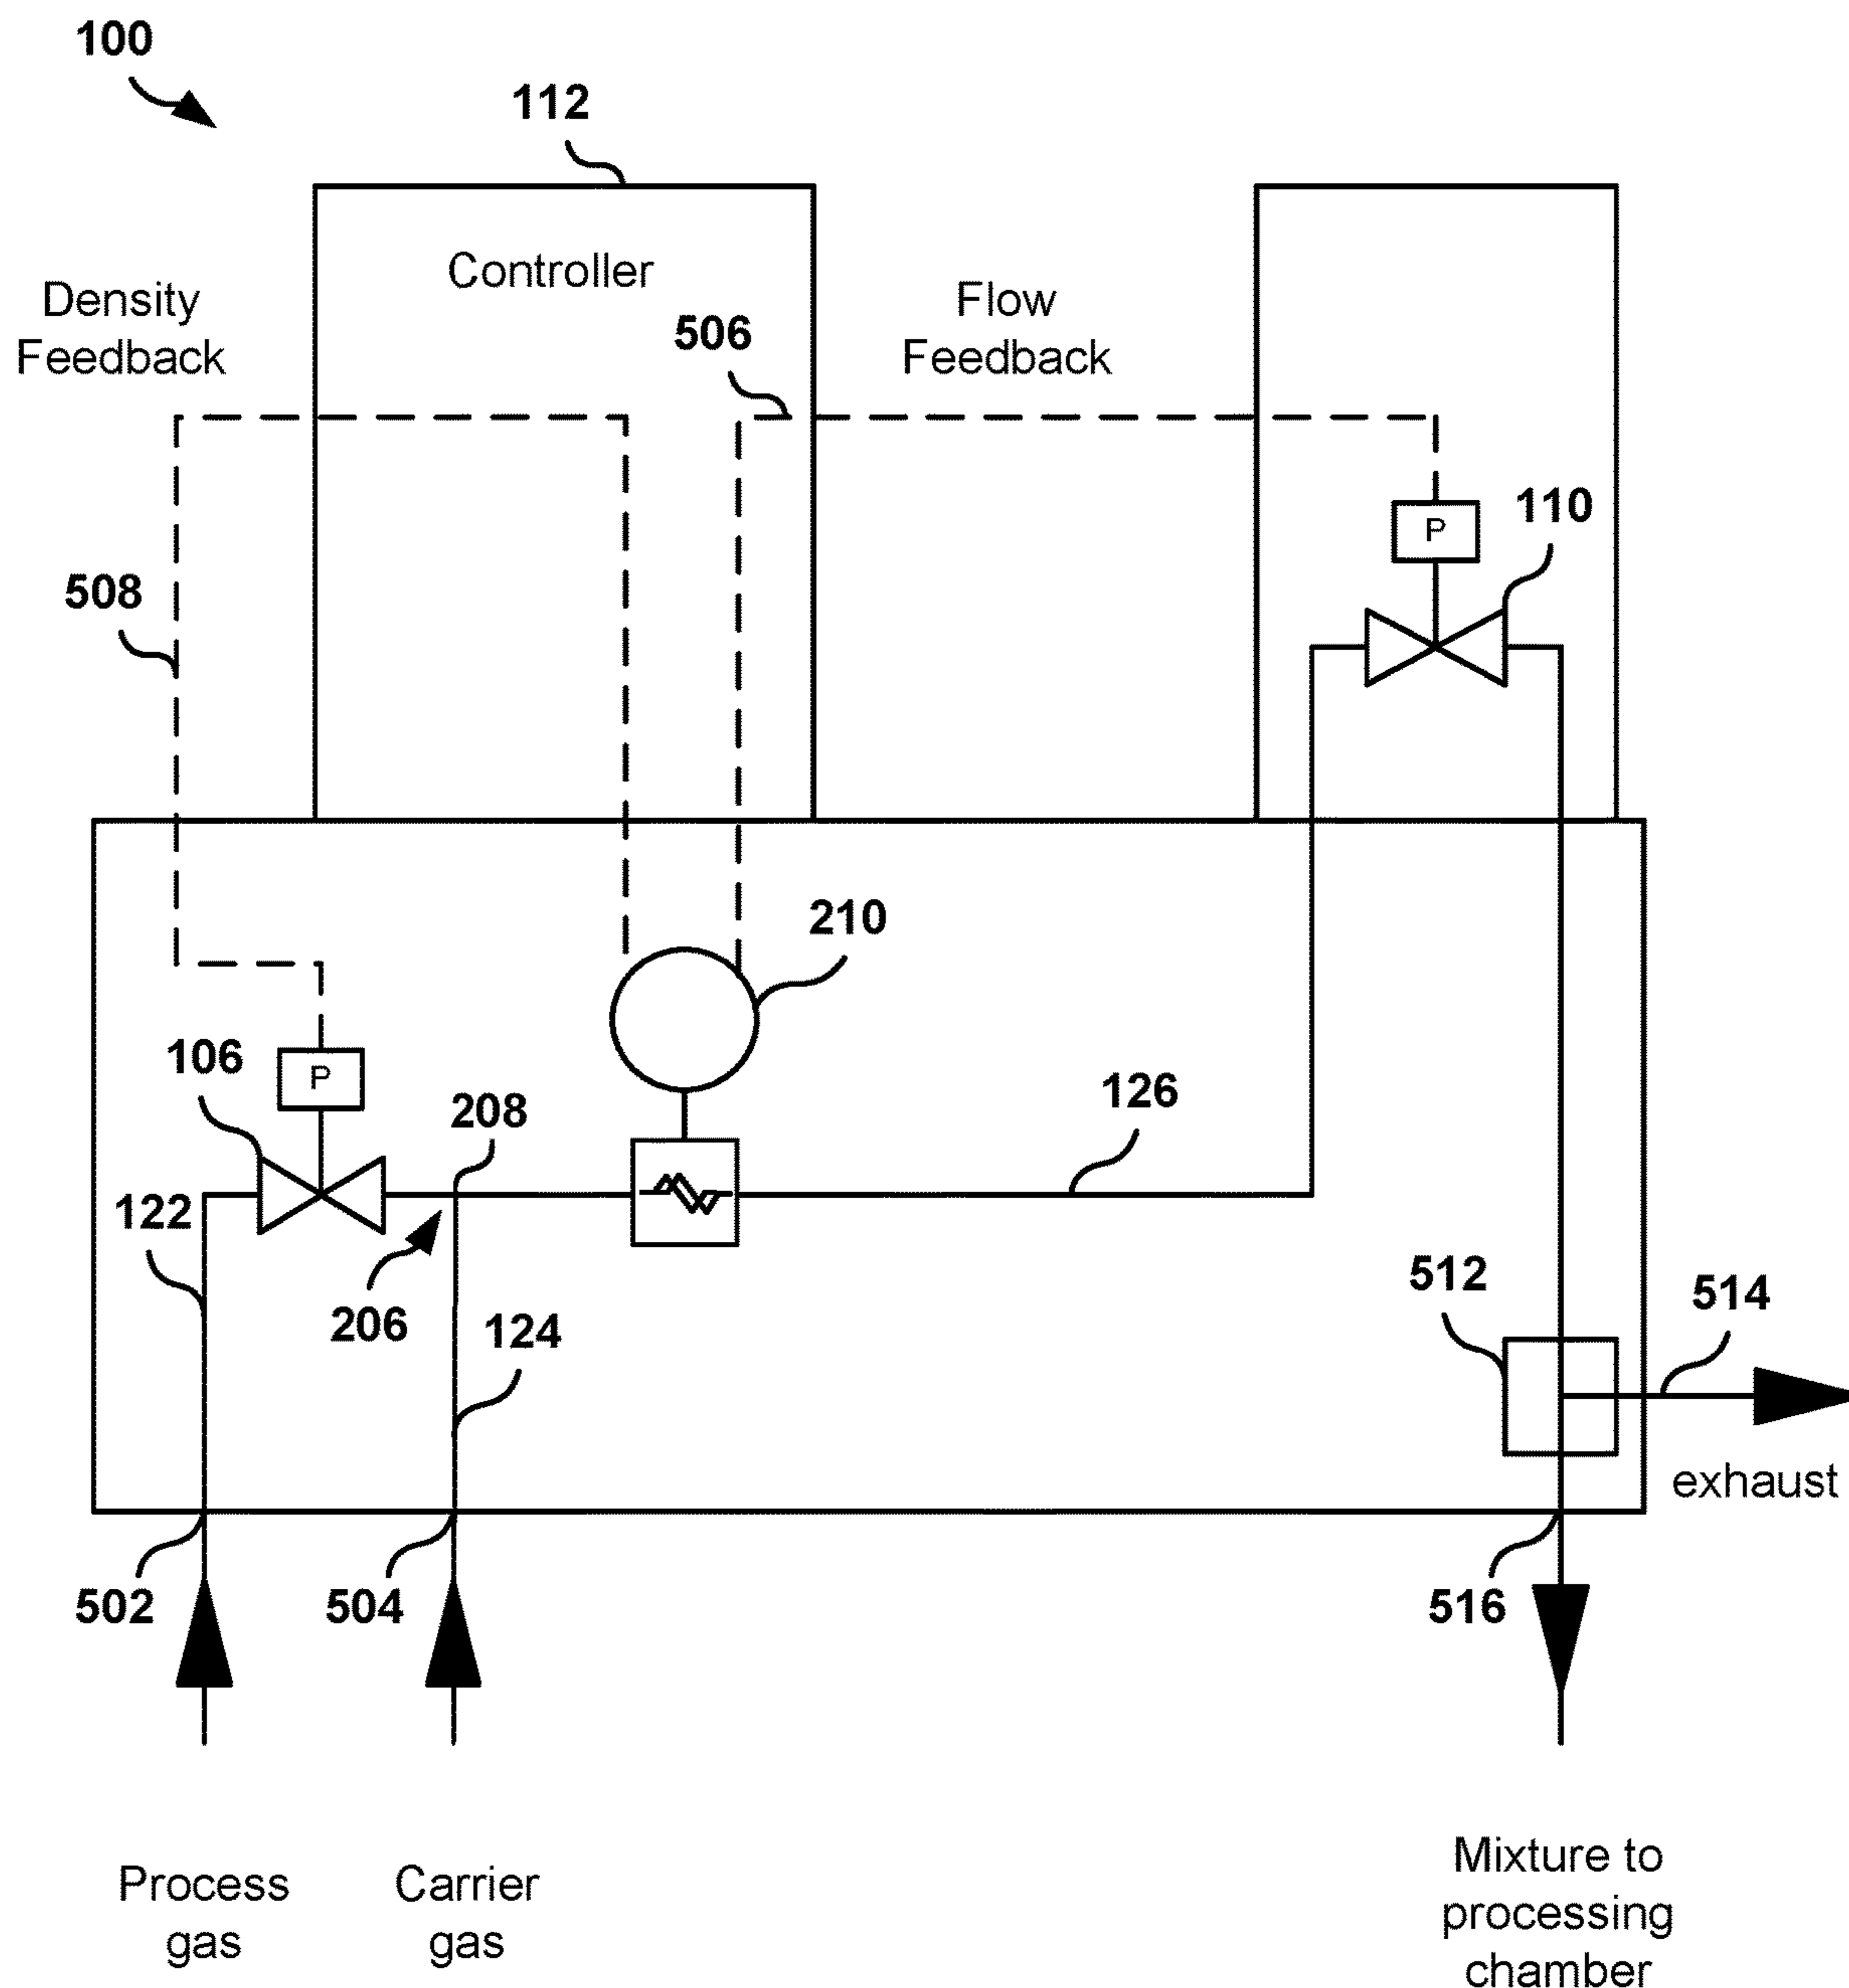 100
112
Controller
Density
Feedback
506
Flow
Feedback
P
110
508
210
106
P
208
126
122
206
124
512
514
exhaust
502
504
516
Process
gas
Carrier
gas
Mixture to
processing
chamber